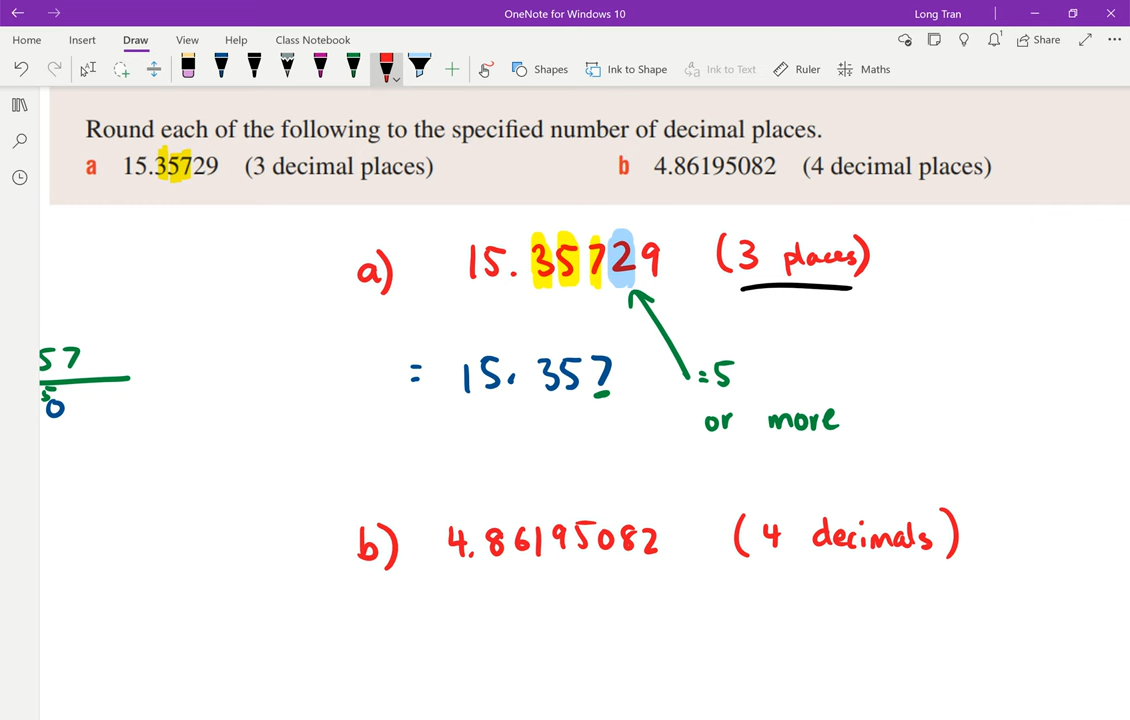 OneNote for Windows 10
Long Tran
Home Insert Draw View Help Class Notebook
Share
Shapes Ink to Shape Ink to Text Ruler Maths
Round each of the following to the specified number of decimal places.
a 15.35729 (3 decimal places) b 4.86195082 (4 decimal places)
a) 15.35729 (3 places)
57
= 15.357
=5
5
0
or more
b) 4.86195082 (4 decimals)